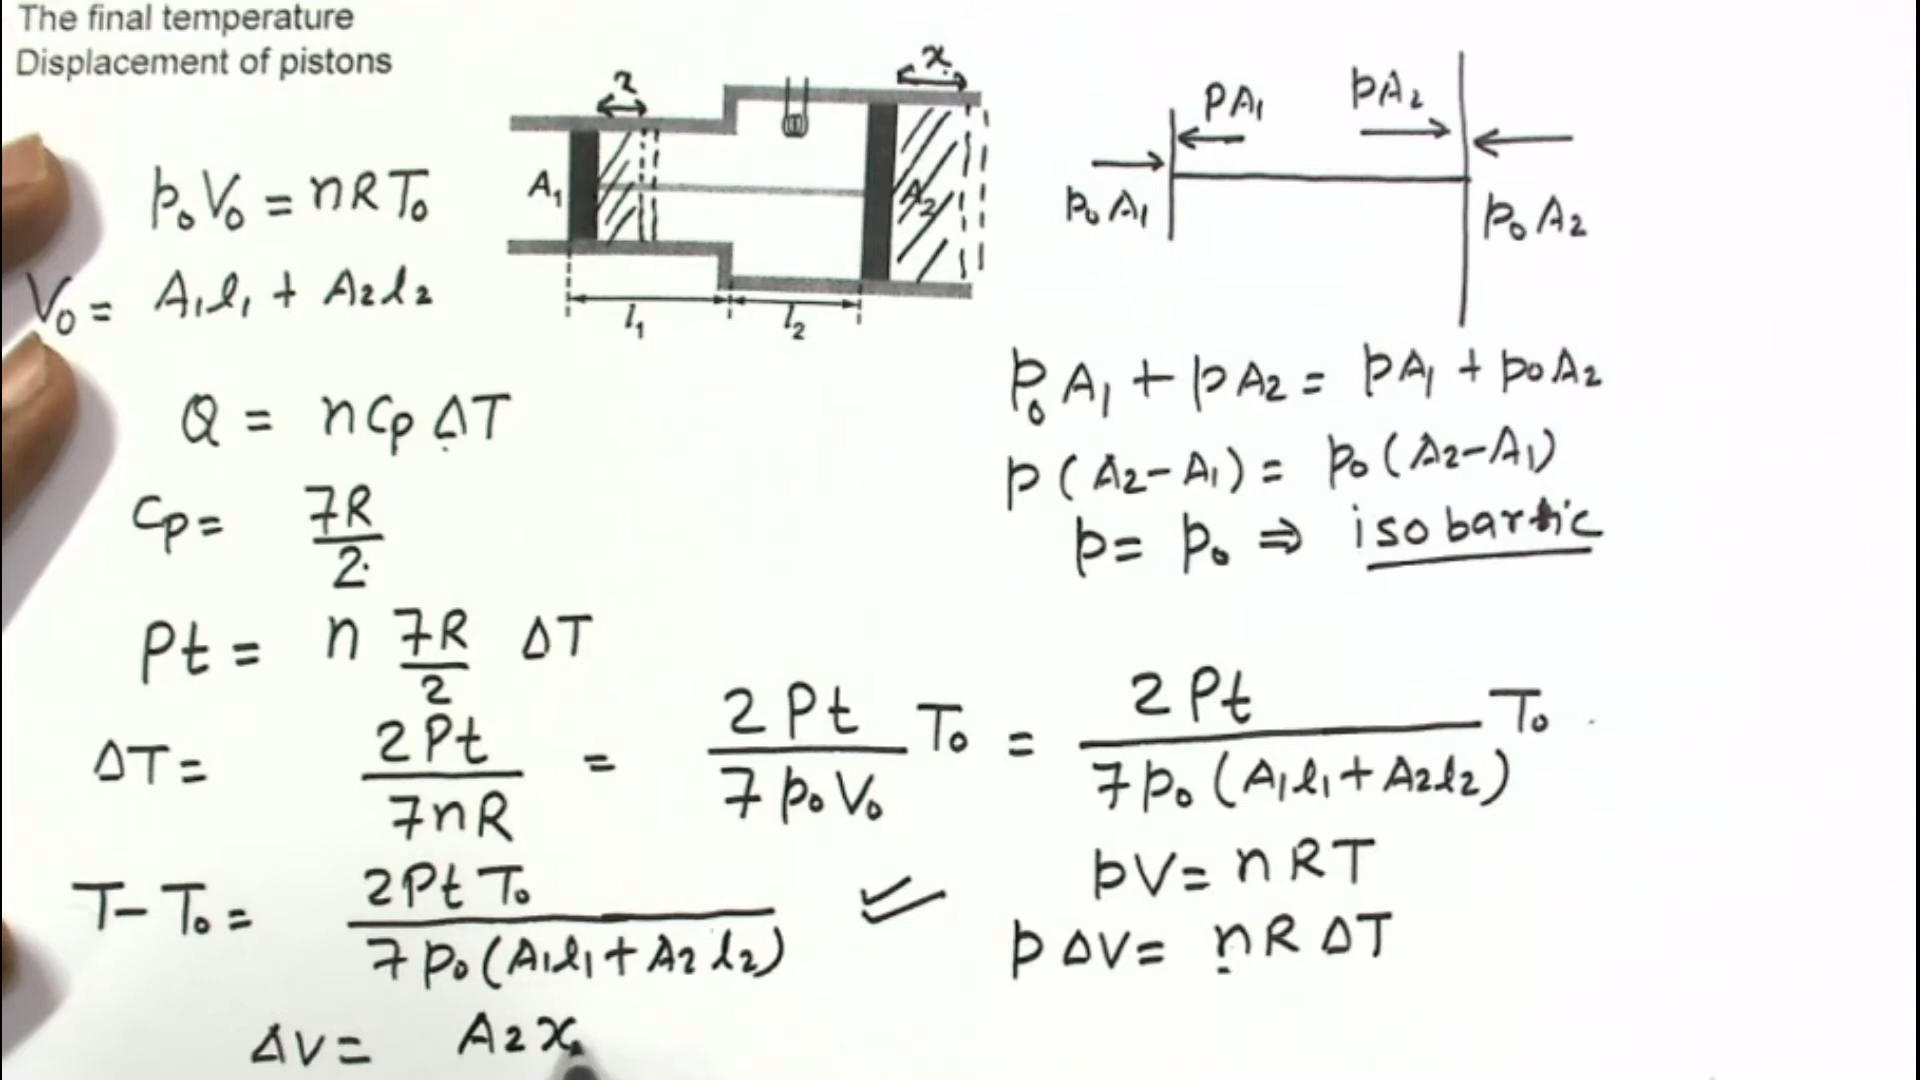 The final temperature
Displacement of pistons
x
x
A₁
A₂
l₁
l₂
pA₁
pA₂
p₀A₁
p₀A₂
p₀V₀ = nRT₀
V₀ = A₁l₁ + A₂l₂
Q = nCpΔT
Cp = 7R/2
Pt = n 7R/2 ΔT
ΔT = 2Pt/7nR = 2Pt/7p₀V₀ T₀ = 2Pt/7p₀(A₁l₁+A₂l₂) T₀
T-T₀ = 2PtT₀/7p₀(A₁l₁+A₂l₂)
ΔV = A₂x
p₀A₁ + pA₂ = pA₁ + p₀A₂
p(A₂-A₁) = p₀(A₂-A₁)
p = p₀ ⇒ isobaric
pV = nRT
pΔV = nRΔT